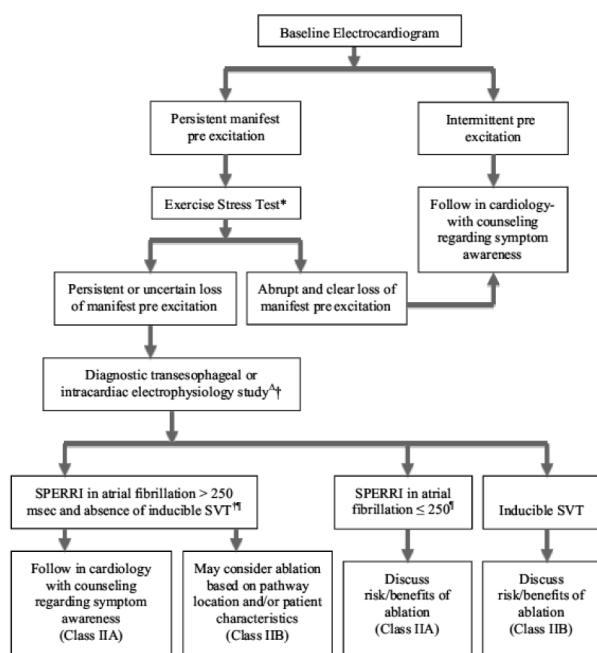 Baseline Electrocardiogram
Persistent manifest
pre excitation
Intermittent pre
excitation
Exercise Stress Test*
Follow in cardiology-
with counseling
regarding symptom
awareness
Persistent or uncertain loss
of manifest pre excitation
Abrupt and clear loss of
manifest pre excitation
Diagnostic transesophageal or
intracardiac electrophysiology study^†
SPERRI in atrial fibrillation > 250
msec and absence of inducible SVT†¶
SPERRI in atrial
fibrillation ≤ 250¶
Inducible SVT
Follow in cardiology
with counseling
regarding symptom
awareness
(Class IIA)
May consider ablation
based on pathway
location and/or patient
characteristics
(Class IIB)
Discuss
risk/benefits of
ablation
(Class IIA)
Discuss
risk/benefits of
ablation
(Class IIB)